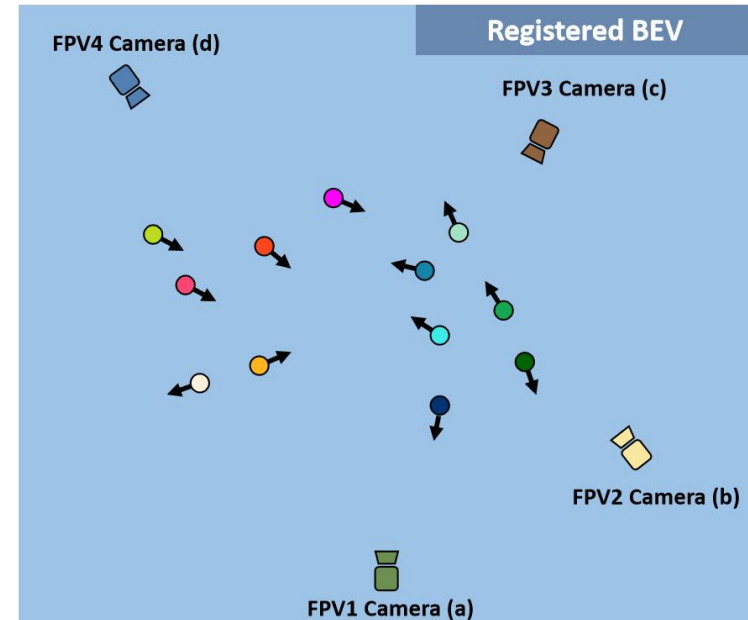 Registered BEV
FPV4 Camera (d)
FPV3 Camera (c)
FPV2 Camera (b)
FPV1 Camera (a)